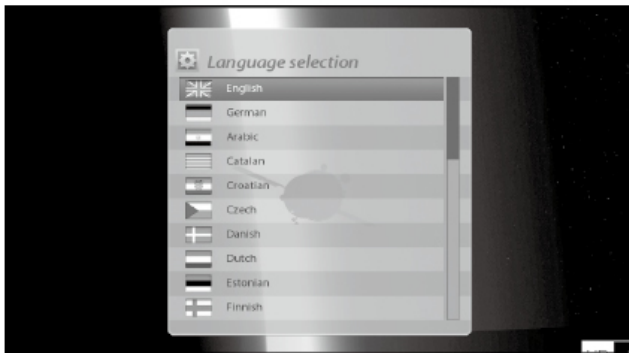 Language selection
English
German
Arabic
Catalan
Croatian
Czech
Danish
Dutch
Estonian
Finnish